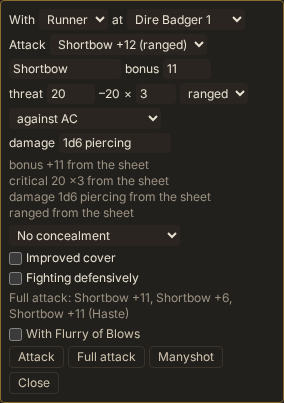 With Runner at Dire Badger 1
Attack Shortbow +12 (ranged)
Shortbow bonus 11
threat 20 –20 × 3 ranged
against AC
damage 1d6 piercing
bonus +11 from the sheet
critical 20 ×3 from the sheet
damage 1d6 piercing from the sheet
ranged from the sheet
No concealment
Improved cover
Fighting defensively
Full attack: Shortbow +11, Shortbow +6,
Shortbow +11 (Haste)
With Flurry of Blows
Attack Full attack Manyshot
Close